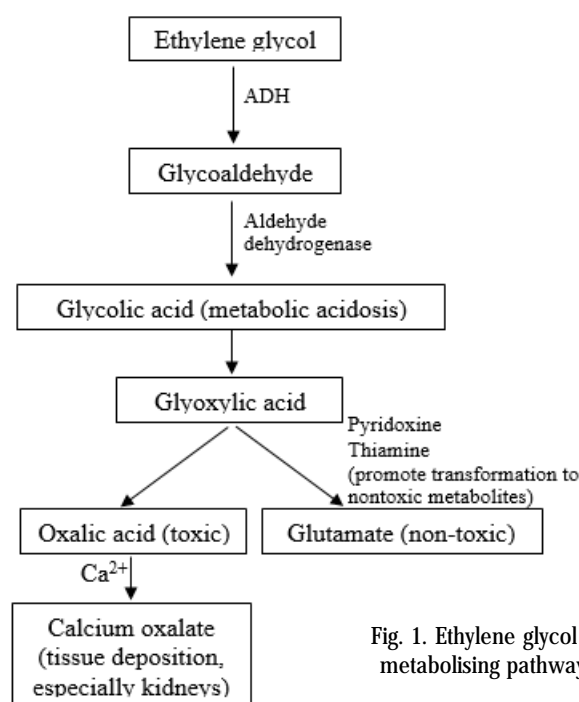 Ethylene glycol
ADH
Glycoaldehyde
Aldehyde
dehydrogenase
Glycolic acid (metabolic acidosis)
Glyoxylic acid
Pyridoxine
Thiamine
(promote transformation to
nontoxic metabolites)
Oxalic acid (toxic)
Glutamate (non-toxic)
Ca²⁺
Calcium oxalate
(tissue deposition,
especially kidneys)
Fig. 1. Ethylene glycol
metabolising pathway